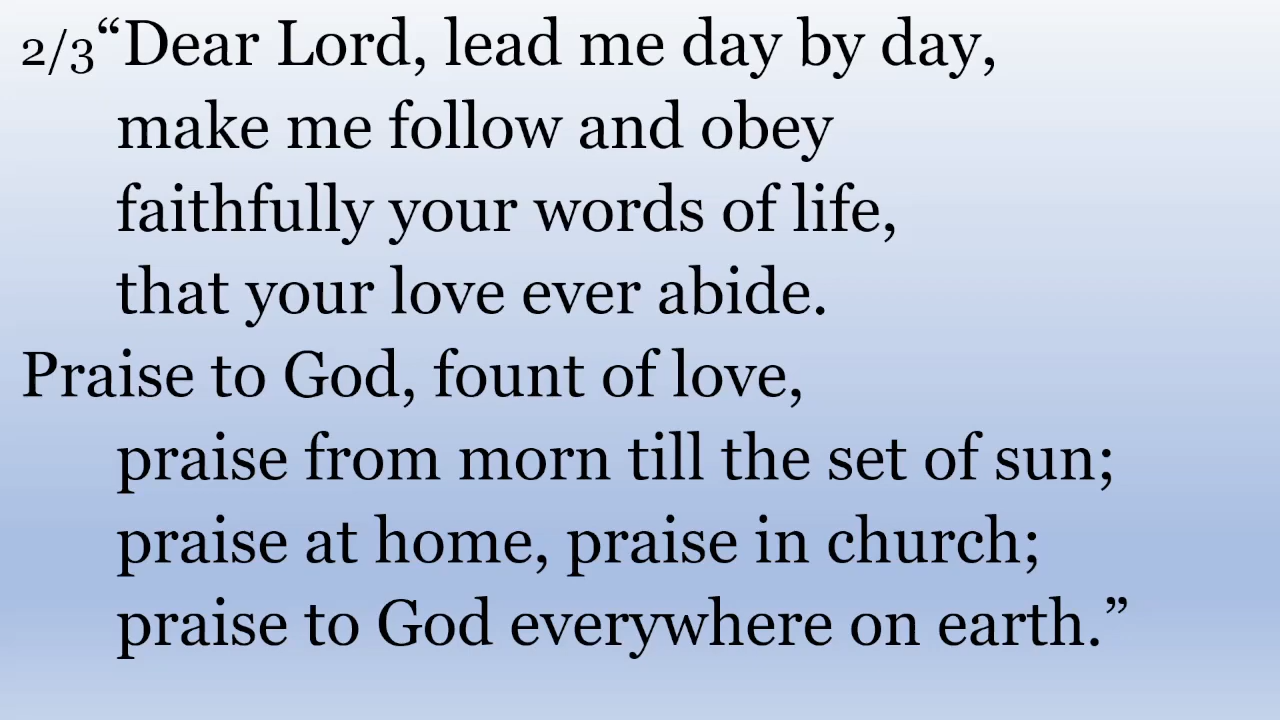 2/3“Dear Lord, lead me day by day,
make me follow and obey
faithfully your words of life,
that your love ever abide.
Praise to God, fount of love,
praise from morn till the set of sun;
praise at home, praise in church;
praise to God everywhere on earth.”